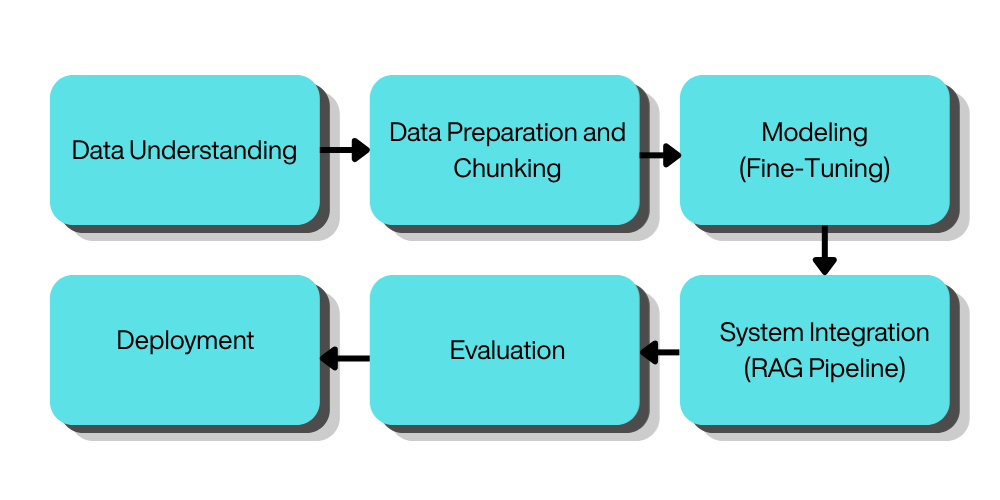 Data Understanding
Data Preparation and
Chunking
Modeling
(Fine-Tuning)
Deployment
Evaluation
System Integration
(RAG Pipeline)